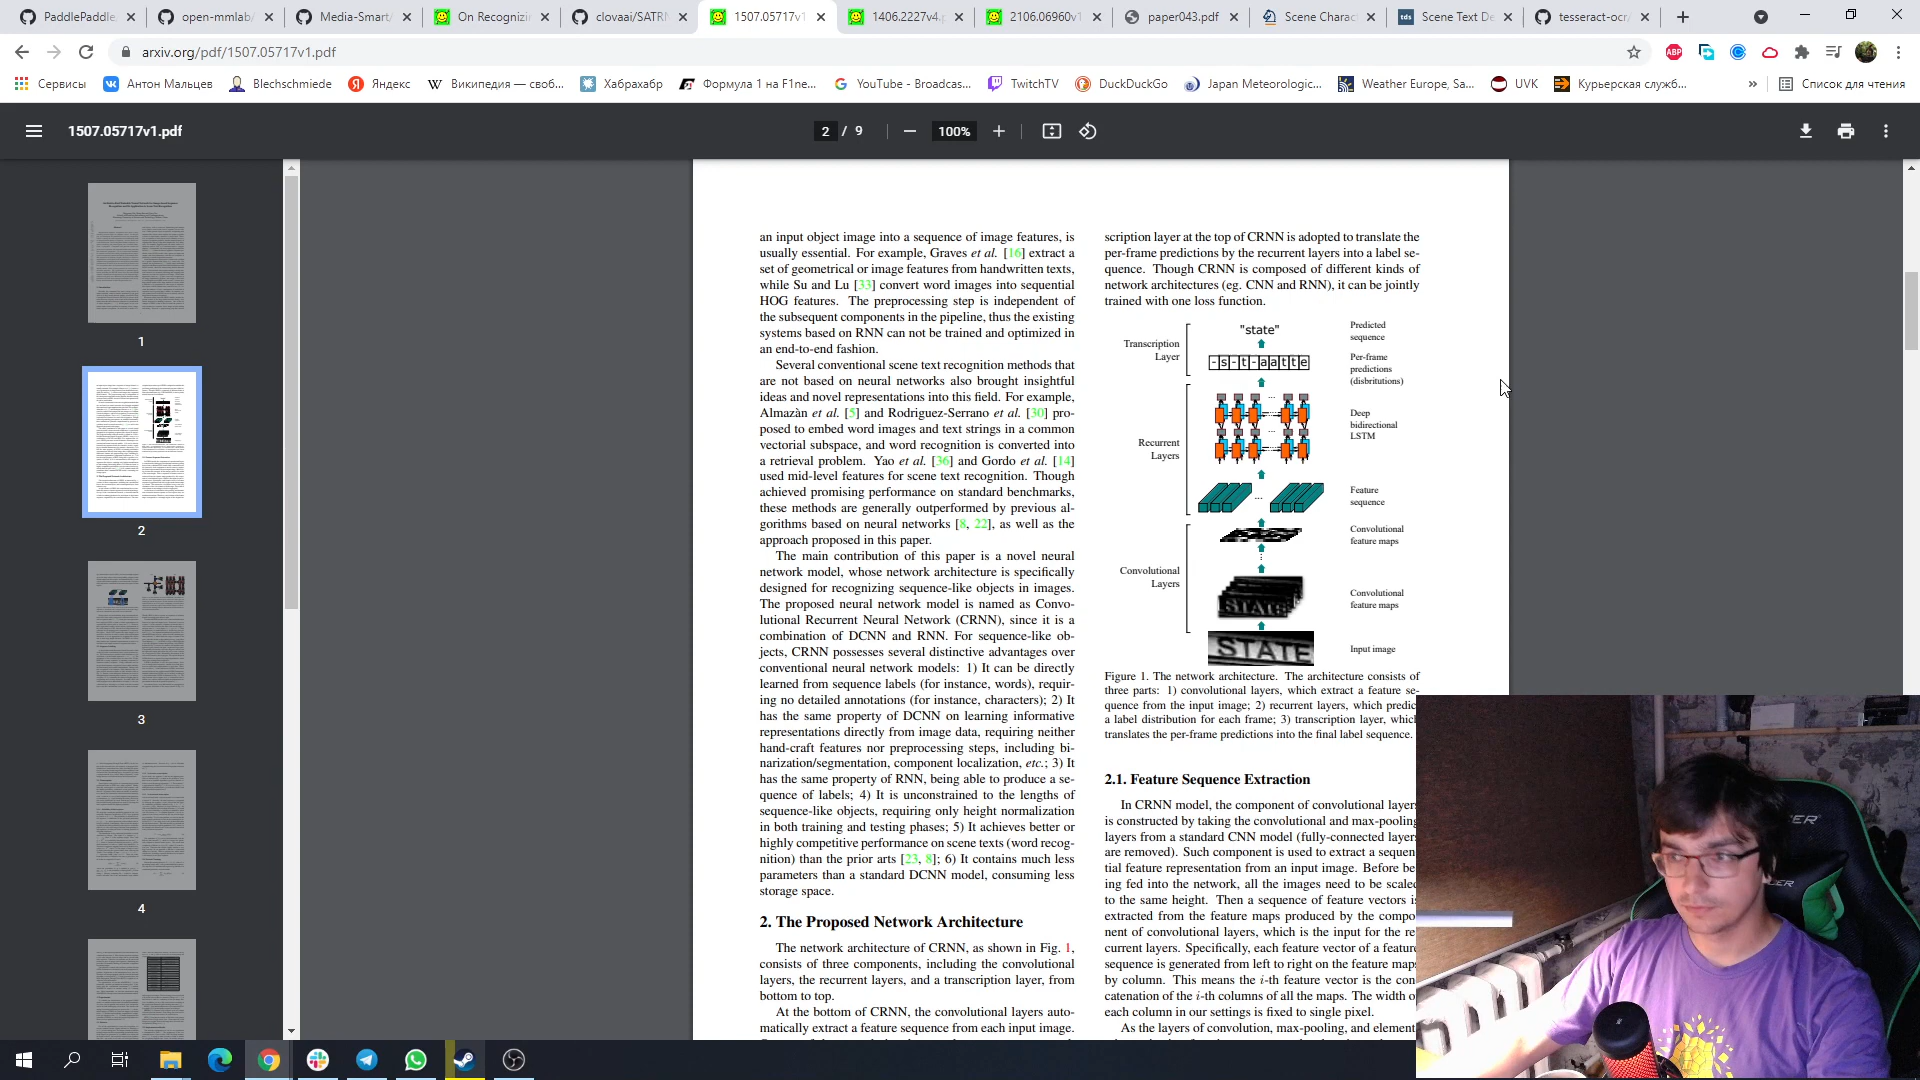 PaddlePaddle
open-mmlab/
Media-Smart/
On Recognizi
clovaai/SATRN
1507.05717v1
1406.2227v4.p
2106.06960v1
paper043.pdf
Scene Charac
tds
Scene Text De
tesseract-ocr/
arxiv.org/pdf/1507.05717v1.pdf
ABP
Сервисы
Антон Мальцев
Blechschmiede
Яндекс
Википедия — своб...
Хабрахабр
Формула 1 на F1ne...
YouTube - Broadcas...
TwitchTV
DuckDuckGo
Japan Meteorologic...
Weather Europe, Sa...
UVK
Курьерская служб...
»
Список для чтения
1507.05717v1.pdf
2 / 9
100%
1
2
3
4
an input object image into a sequence of image features, is
usually essential. For example, Graves et al. [16] extract a
set of geometrical or image features from handwritten texts,
while Su and Lu [33] convert word images into sequential
HOG features. The preprocessing step is independent of
the subsequent components in the pipeline, thus the existing
systems based on RNN can not be trained and optimized in
an end-to-end fashion.
Several conventional scene text recognition methods that
are not based on neural networks also brought insightful
ideas and novel representations into this field. For example,
Almazàn et al. [5] and Rodriguez-Serrano et al. [30] pro-
posed to embed word images and text strings in a common
vectorial subspace, and word recognition is converted into
a retrieval problem. Yao et al. [36] and Gordo et al. [14]
used mid-level features for scene text recognition. Though
achieved promising performance on standard benchmarks,
these methods are generally outperformed by previous al-
gorithms based on neural networks [8, 22], as well as the
approach proposed in this paper.
The main contribution of this paper is a novel neural
network model, whose network architecture is specifically
designed for recognizing sequence-like objects in images.
The proposed neural network model is named as Convo-
lutional Recurrent Neural Network (CRNN), since it is a
combination of DCNN and RNN. For sequence-like ob-
jects, CRNN possesses several distinctive advantages over
conventional neural network models: 1) It can be directly
learned from sequence labels (for instance, words), requir-
ing no detailed annotations (for instance, characters); 2) It
has the same property of DCNN on learning informative
representations directly from image data, requiring neither
hand-craft features nor preprocessing steps, including bi-
narization/segmentation, component localization, etc.; 3) It
has the same property of RNN, being able to produce a se-
quence of labels; 4) It is unconstrained to the lengths of
sequence-like objects, requiring only height normalization
in both training and testing phases; 5) It achieves better or
highly competitive performance on scene texts (word recog-
nition) than the prior arts [23, 8]; 6) It contains much less
parameters than a standard DCNN model, consuming less
storage space.
2. The Proposed Network Architecture
The network architecture of CRNN, as shown in Fig. 1,
consists of three components, including the convolutional
layers, the recurrent layers, and a transcription layer, from
bottom to top.
At the bottom of CRNN, the convolutional layers auto-
matically extract a feature sequence from each input image.
scription layer at the top of CRNN is adopted to translate the
per-frame predictions by the recurrent layers into a label se-
quence. Though CRNN is composed of different kinds of
network architectures (eg. CNN and RNN), it can be jointly
trained with one loss function.
"state"
Predicted
sequence
Transcription
Layer
-s-t-aatte
Per-frame
predictions
(disbritutions)
Recurrent
Layers
Deep
bidirectional
LSTM
Feature
sequence
Convolutional
feature maps
Convolutional
Layers
STATE
Convolutional
feature maps
STATE
Input image
Figure 1. The network architecture. The architecture consists of
three parts: 1) convolutional layers, which extract a feature se-
quence from the input image; 2) recurrent layers, which predic
a label distribution for each frame; 3) transcription layer, whic
translates the per-frame predictions into the final label sequence.
2.1. Feature Sequence Extraction
In CRNN model, the component of convolutional layers
is constructed by taking the convolutional and max-pooling
layers from a standard CNN model (fully-connected layers
are removed). Such component is used to extract a sequen
tial feature representation from an input image. Before be
ing fed into the network, all the images need to be scaled
to the same height. Then a sequence of feature vectors is
extracted from the feature maps produced by the compo
nent of convolutional layers, which is the input for the re
current layers. Specifically, each feature vector of a feature
sequence is generated from left to right on the feature maps
by column. This means the i-th feature vector is the con
catenation of the i-th columns of all the maps. The width o
each column in our settings is fixed to single pixel.
As the layers of convolution, max-pooling, and element